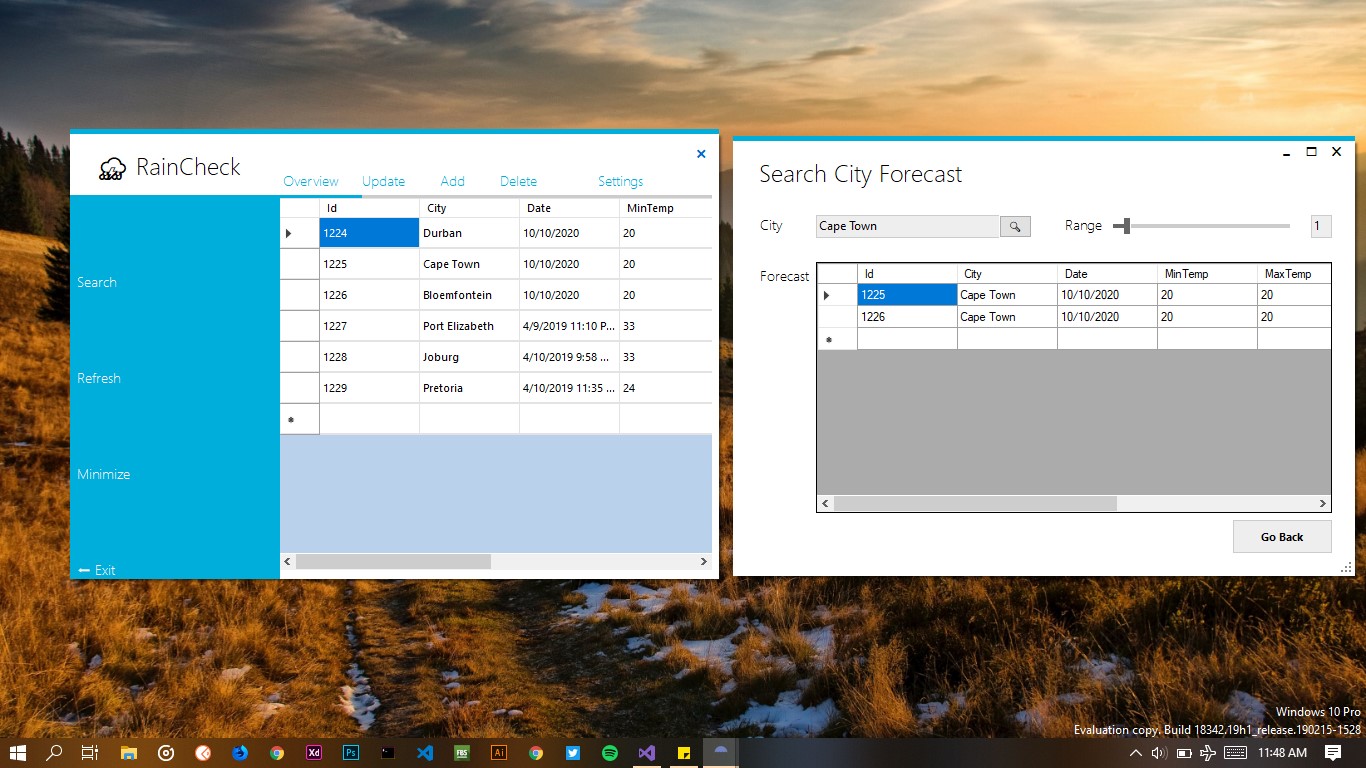 RainCheck
Overview Update Add Delete Settings
Search
Refresh
Minimize
Exit
Id City Date MinTemp
1224 Durban 10/10/2020 20
1225 Cape Town 10/10/2020 20
1226 Bloemfontein 10/10/2020 20
1227 Port Elizabeth 4/9/2019 11:10 P... 33
1228 Joburg 4/10/2019 9:58 ... 33
1229 Pretoria 4/10/2019 11:35 ... 24
Search City Forecast
City Cape Town Range 1
Forecast
Id City Date MinTemp MaxTemp
1225 Cape Town 10/10/2020 20 20
1226 Cape Town 10/10/2020 20 20
Go Back
Windows 10 Pro
Evaluation copy. Build 18342.19h1_release.190215-1528
Xd Ps FBS Ai
11:48 AM